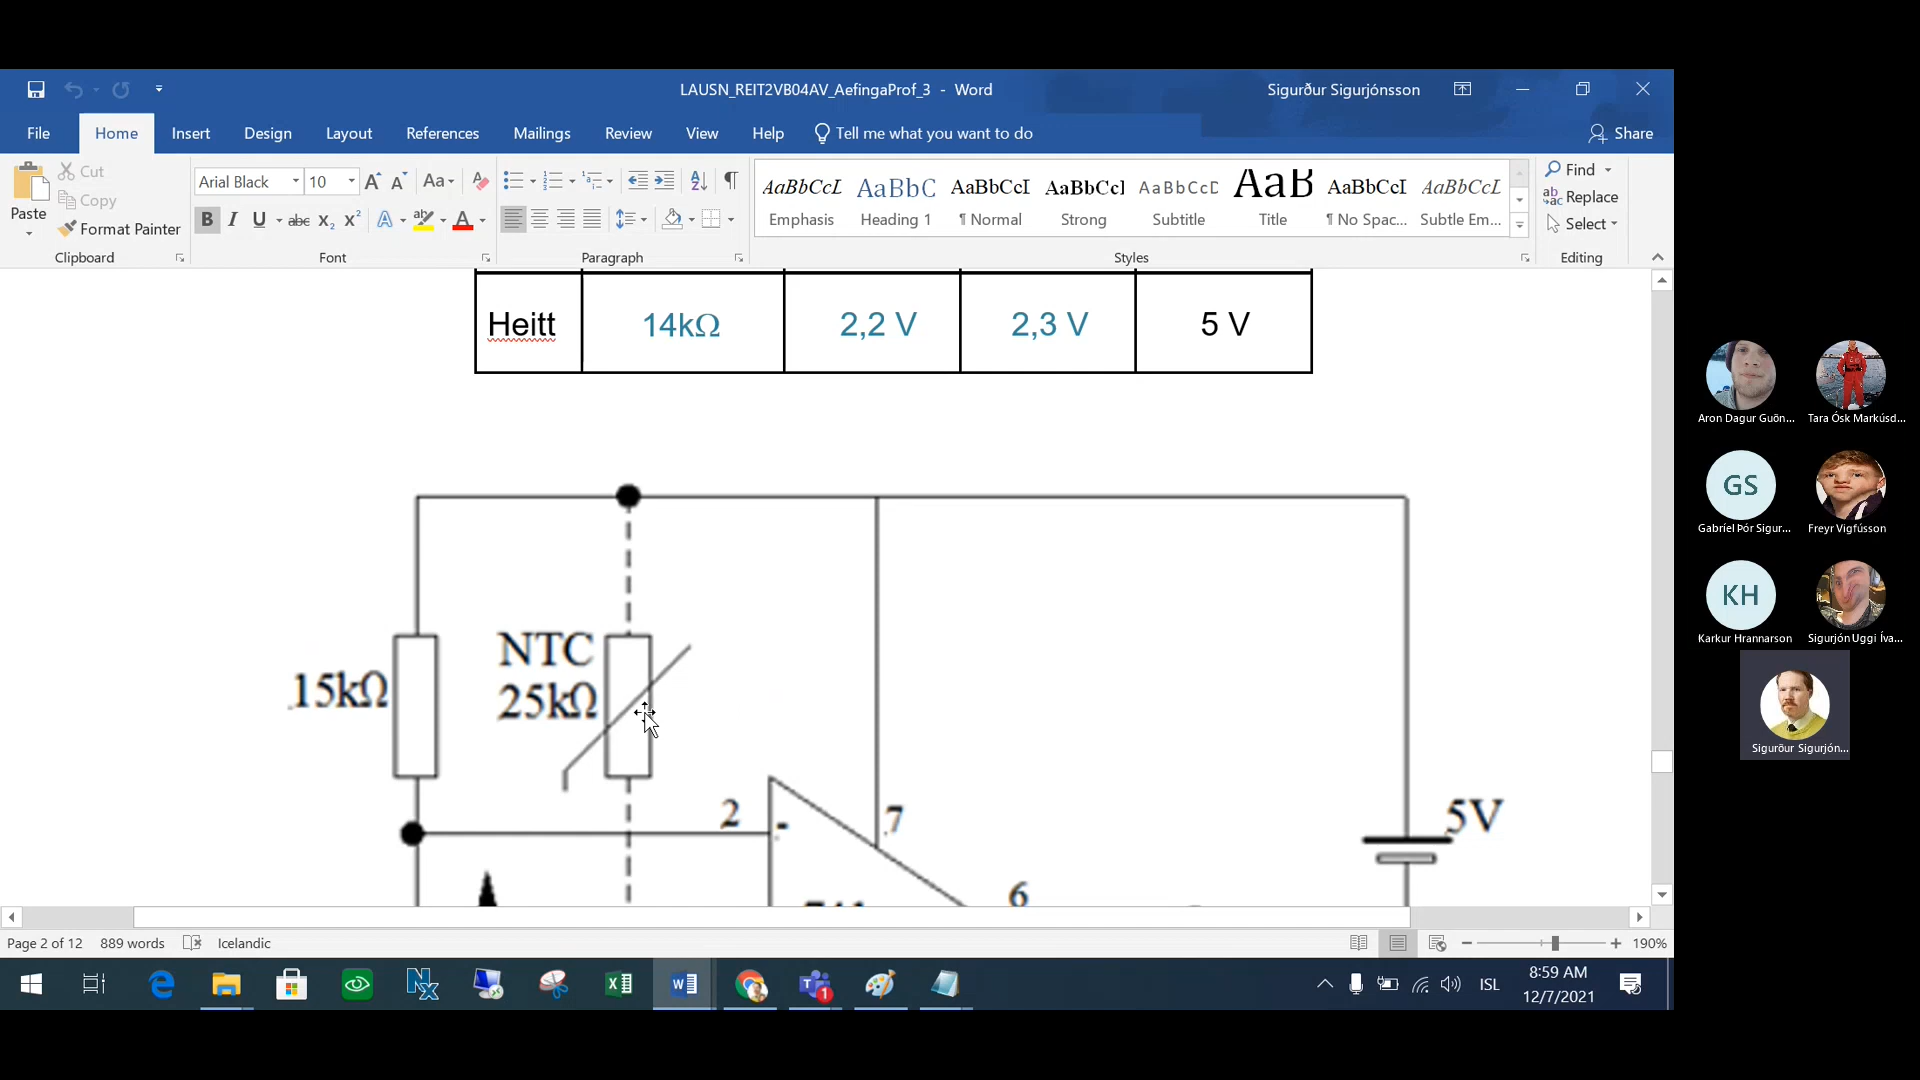 LAUSN_REIT2VB04AV_AefingaProf_3 - Word
Sigurður Sigurjónsson
File Home Insert Design Layout References Mailings Review View Help Tell me what you want to do Share
Paste
Cut
Copy
Format Painter
Clipboard
Arial Black 10
Font
Paragraph
AaBbCcL AaBbC AaBbCcI AaBbCcI AaBbCcD AaB AaBbCcI AaBbCcL
Emphasis Heading 1 ¶ Normal Strong Subtitle Title ¶ No Spac... Subtle Em...
Styles
Find
Replace
Select
Editing
Heitt 14kΩ 2,2 V 2,3 V 5 V
15kΩ
NTC
25kΩ
2
-
7
6
5V
Aron Dagur Guðn...
Tara Ósk Markúsd...
GS
Gabríel Þór Sigur...
Freyr Vigfússon
KH
Karkur Hrannarson
Sigurjón Uggi Íva...
Sigurður Sigurjón...
Page 2 of 12 889 words Icelandic 190%
1
ISL
8:59 AM
12/7/2021